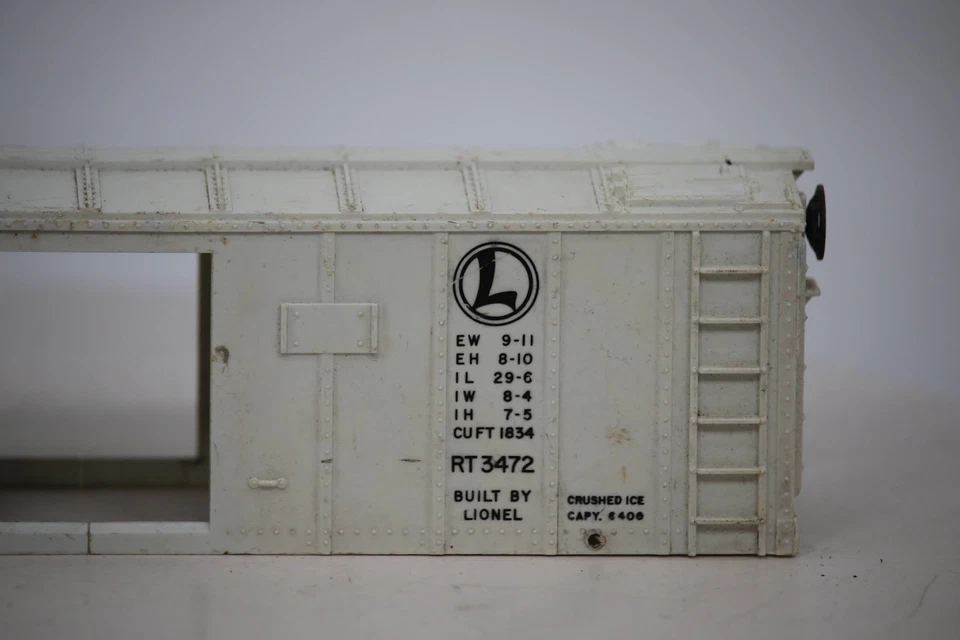 L
EW 9-11
EH 8-10
IL 29-6
IW 8-4
IH 7-5
CU FT 1834
RT 3472
BUILT BY
LIONEL
CRUSHED ICE
CAPY. 6400